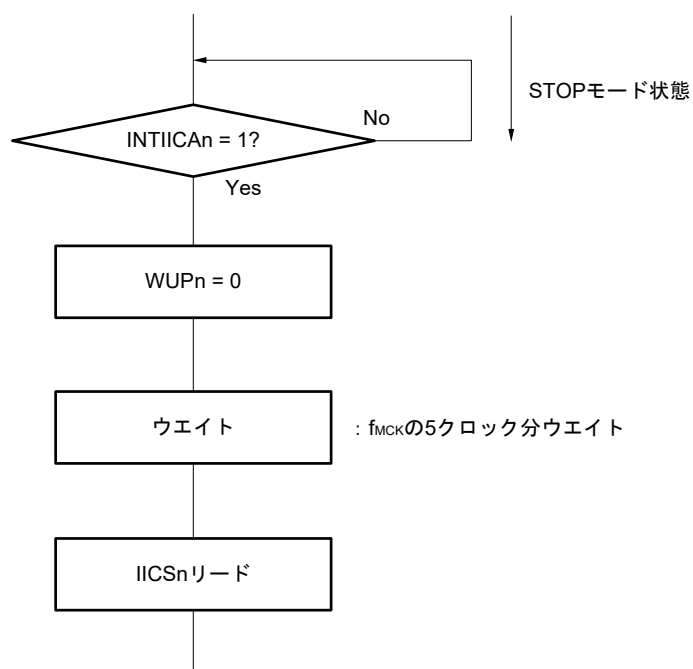 STOPモード状態
No
INTIICAn = 1?
Yes
WUPn = 0
ウエイト
: fMCKの5クロック分ウエイト
IICSnリード